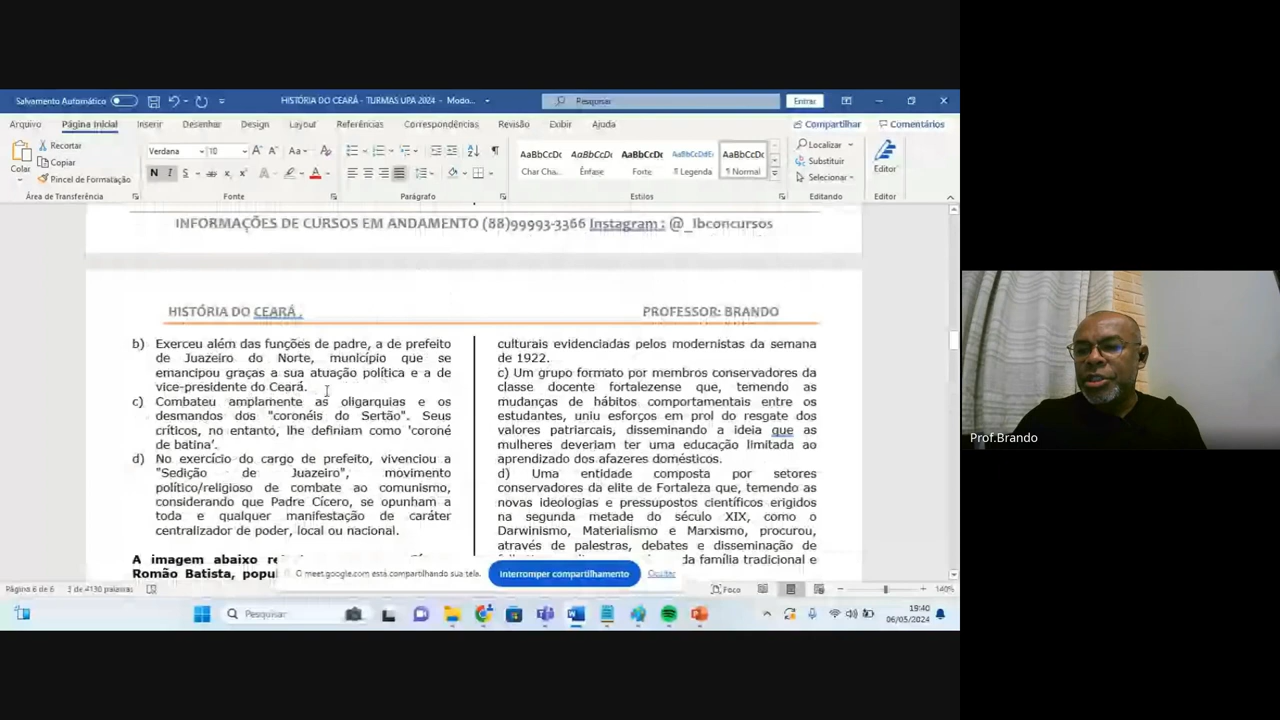 Salvamento Automático
HISTÓRIA DO CEARÁ - TURMAS UPA 2024 - Modo...
Pesquisar
Entrar
Arquivo Página Inicial Inserir Desenhar Design Layout Referências Correspondências Revisão Exibir Ajuda
Compartilhar Comentários
Colar
Recortar
Copiar
Pincel de Formatação
Área de Transferência
Verdana 10
N I S
Fonte
Parágrafo
AaBbCcDc AaBbCcDc AaBbCcDc AaBbCcDdEe AaBbCcDc
Char Cha... Ênfase Forte ¶ Legenda ¶ Normal
Estilos
Localizar
Substituir
Selecionar
Editando
Editor
Editor
INFORMAÇÕES DE CURSOS EM ANDAMENTO (88)99993-3366 Instagram : @_lbconcursos
HISTÓRIA DO CEARÁ . PROFESSOR: BRANDO
b) Exerceu além das funções de padre, a de prefeito
de Juazeiro do Norte, município que se
emancipou graças a sua atuação política e a de
vice-presidente do Ceará.
c) Combateu amplamente as oligarquias e os
desmandos dos "coronéis do Sertão". Seus
críticos, no entanto, lhe definiam como 'coroné
de batina'.
d) No exercício do cargo de prefeito, vivenciou a
"Sedição de Juazeiro", movimento
político/religioso de combate ao comunismo,
considerando que Padre Cícero, se opunham a
toda e qualquer manifestação de caráter
centralizador de poder, local ou nacional.
A imagem abaixo
Romão Batista,
culturais evidenciadas pelos modernistas da semana
de 1922.
c) Um grupo formato por membros conservadores da
classe docente fortalezense que, temendo as
mudanças de hábitos comportamentais entre os
estudantes, uniu esforços em prol do resgate dos
valores patriarcais, disseminando a ideia que as
mulheres deveriam ter uma educação limitada ao
aprendizado dos afazeres domésticos.
d) Uma entidade composta por setores
conservadores da elite de Fortaleza que, temendo as
novas ideologias e pressupostos científicos erigidos
na segunda metade do século XIX, como o
Darwinismo, Materialismo e Marxismo, procurou,
através de palestras, debates e disseminação de
da família tradicional e
O meet.google.com está compartilhando sua tela.
Interromper compartilhamento
Ocultar
Página 6 de 6
3 de 4130 palavras
Foco
140%
Pesquisar
19:40
06/05/2024
Prof.Brando